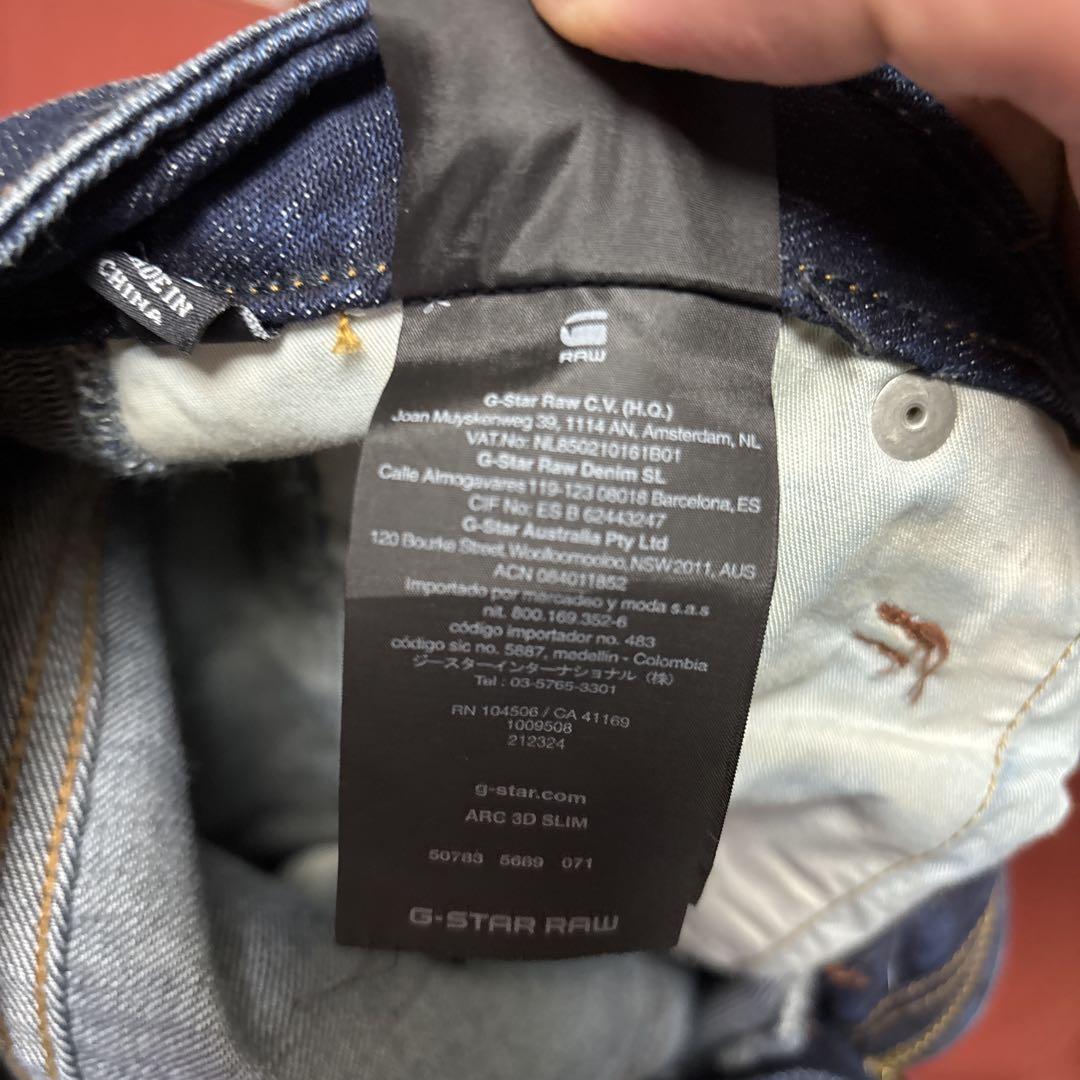 MADE IN
CHINA
RAW
G-Star Raw C.V. (H.Q.)
Joan Muyskenweg 39, 1114 AN, Amsterdam, NL
VAT No: NL850210161B01
G-Star Raw Denim SL
Calle Almogavares 119-123 08018 Barcelona, ES
CIF No: ES B 62443247
G-Star Australia Pty Ltd
120 Bourke Street, Woolloomooloo, NSW2011, AUS
ACN 084011852
Importado por mercadeo y moda s.a.s
nit. 800.169.352-6
código importador no. 483
código sic no. 5887, medellin - Colombia
ジースターインターナショナル（株）
Tel : 03-5765-3301
RN 104506 / CA 41169
1009508
212324
g-star.com
ARC 3D SLIM
50783 5689 071
G-STAR RAW